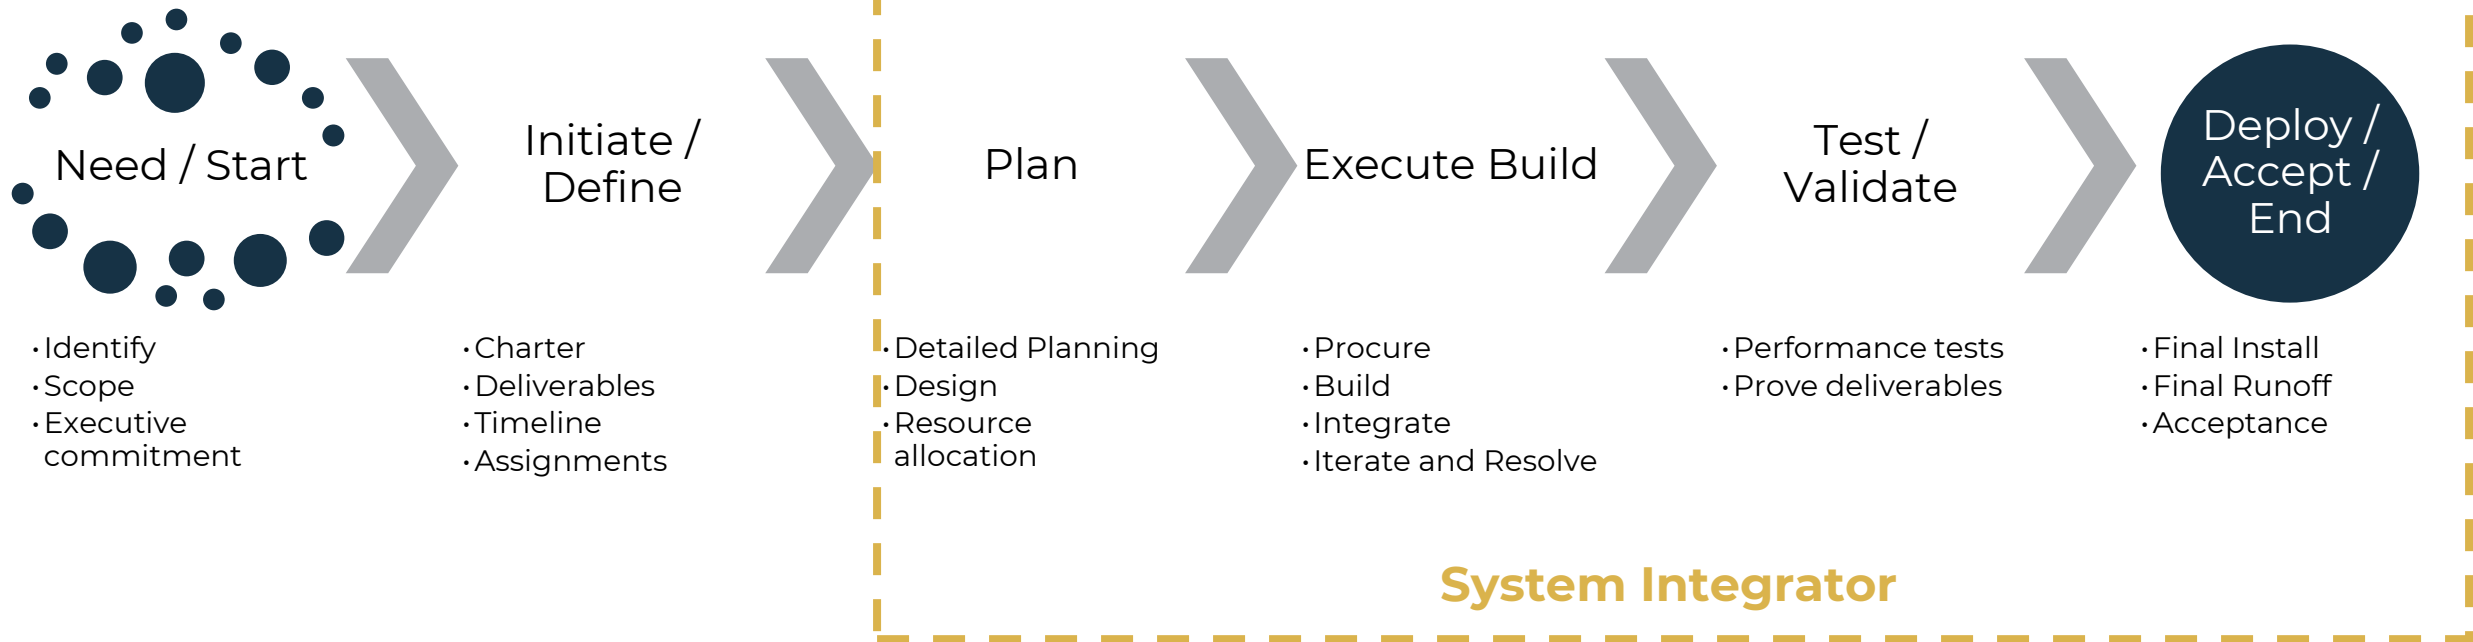 Need / Start
Initiate /
Define
Plan
Execute Build
Test /
Validate
Deploy /
Accept /
End
• Identify
• Scope
• Executive
commitment
• Charter
• Deliverables
• Timeline
• Assignments
• Detailed Planning
• Design
• Resource
allocation
• Procure
• Build
• Integrate
• Iterate and Resolve
• Performance tests
• Prove deliverables
• Final Install
• Final Runoff
• Acceptance
System Integrator